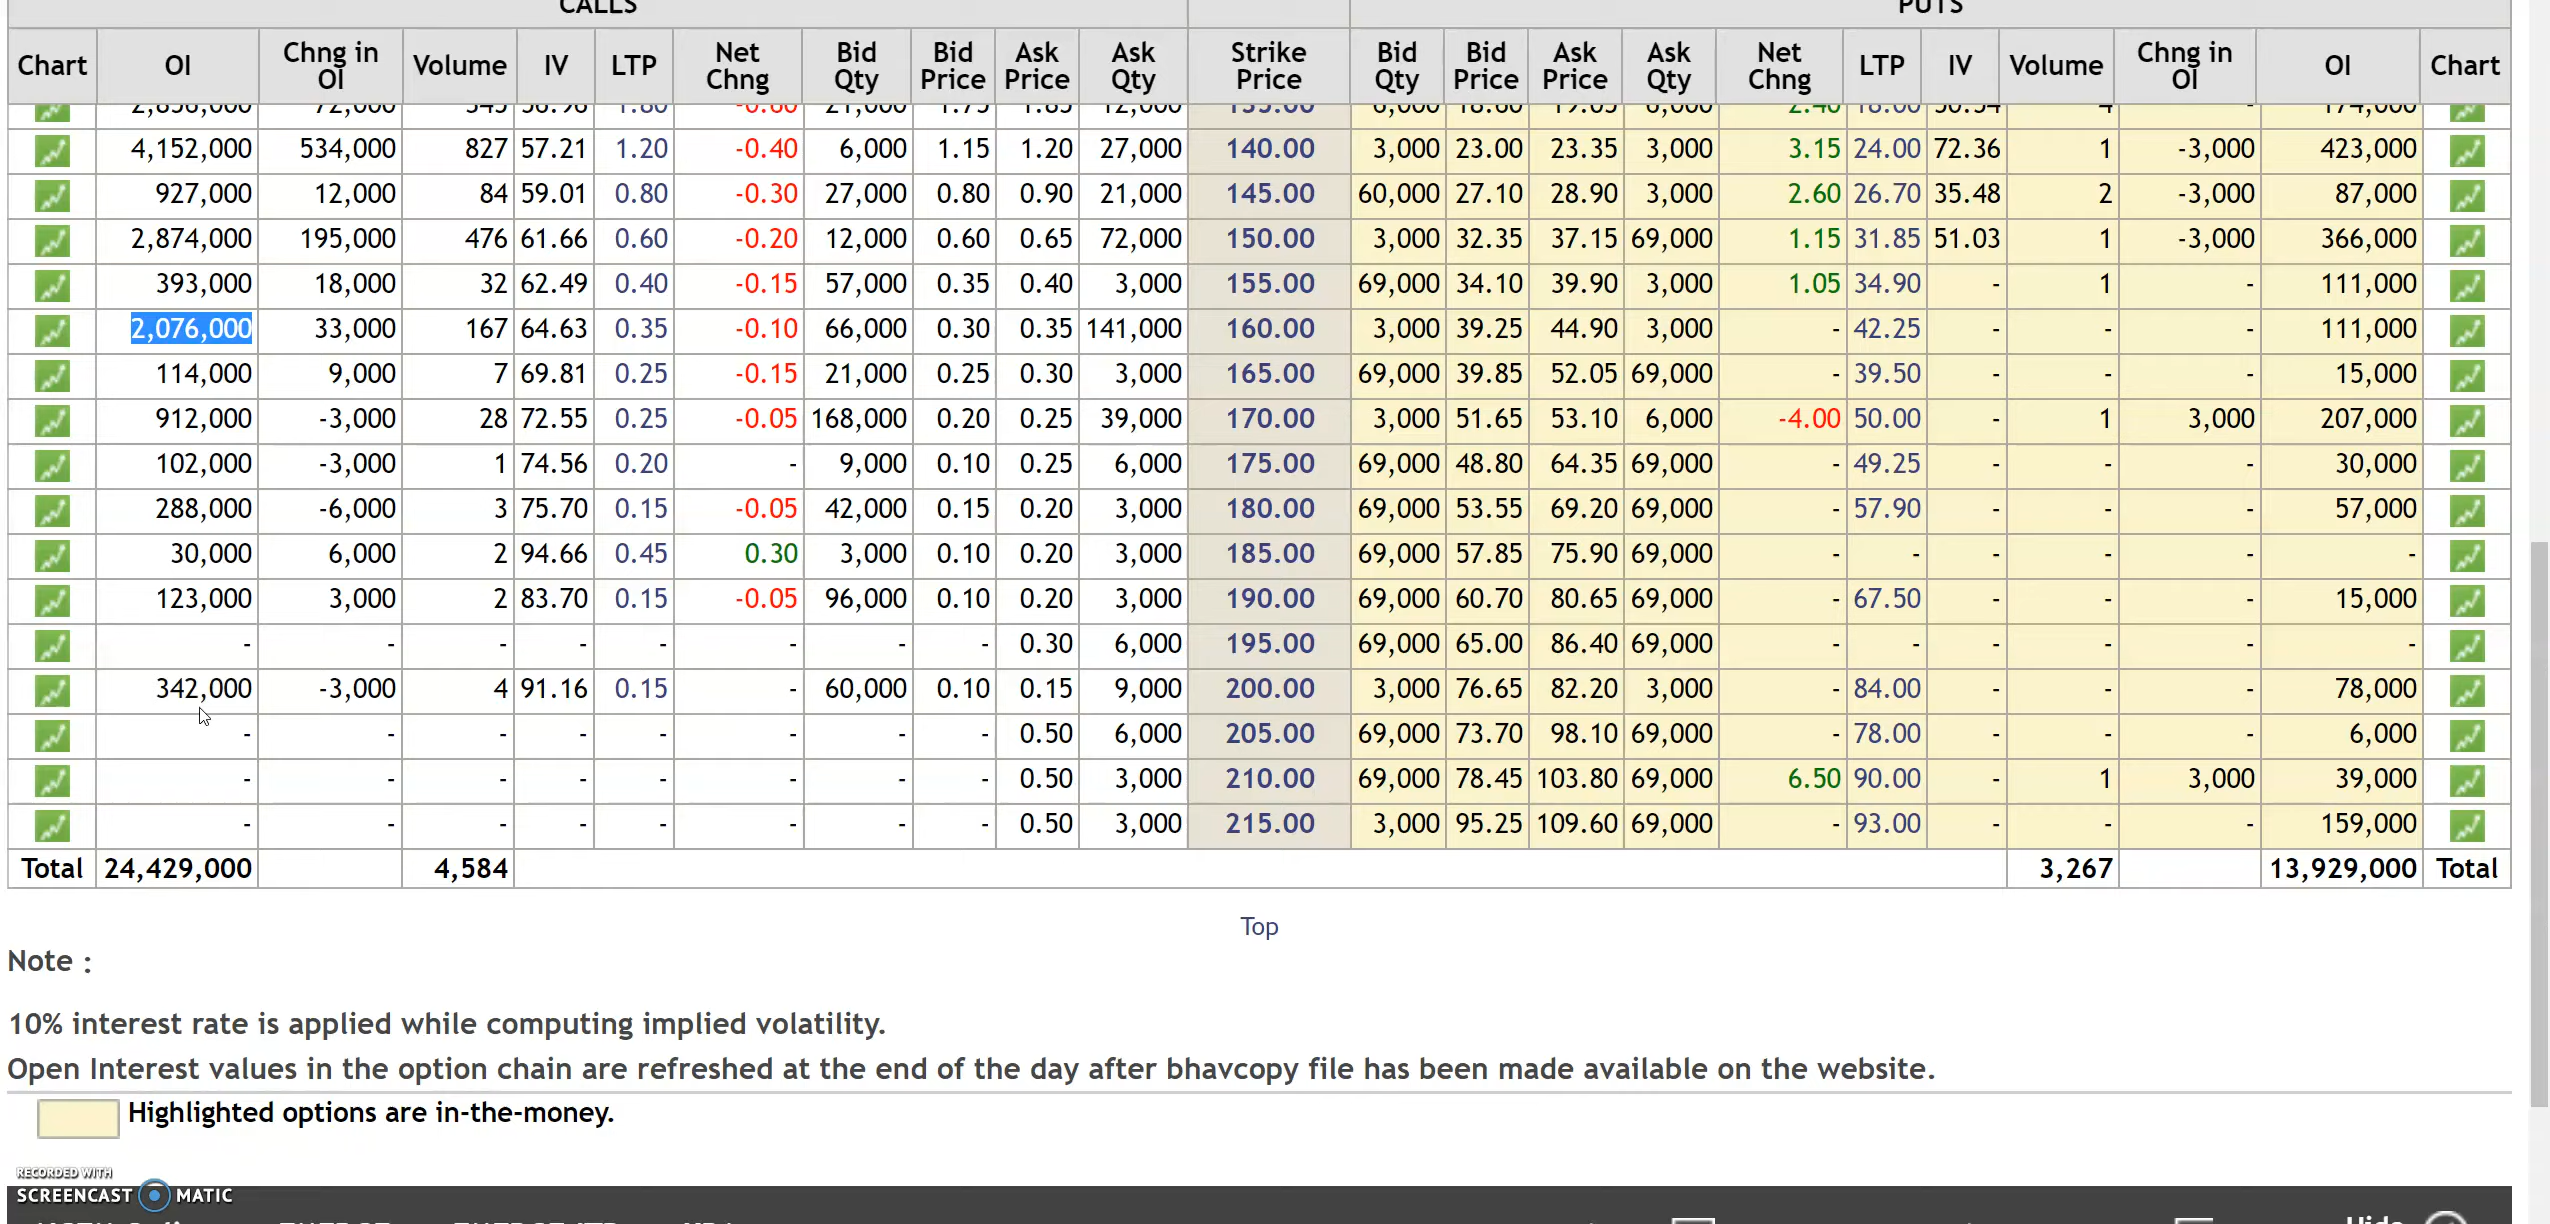 CALLS PUTS
Chart OI Chng in OI Volume IV LTP Net Chng Bid Qty Bid Price Ask Price Ask Qty Strike Price Bid Qty Bid Price Ask Price Ask Qty Net Chng LTP IV Volume Chng in OI OI Chart
4,152,000 534,000 827 57.21 1.20 -0.40 6,000 1.15 1.20 27,000 140.00 3,000 23.00 23.35 3,000 3.15 24.00 72.36 1 -3,000 423,000
927,000 12,000 84 59.01 0.80 -0.30 27,000 0.80 0.90 21,000 145.00 60,000 27.10 28.90 3,000 2.60 26.70 35.48 2 -3,000 87,000
2,874,000 195,000 476 61.66 0.60 -0.20 12,000 0.60 0.65 72,000 150.00 3,000 32.35 37.15 69,000 1.15 31.85 51.03 1 -3,000 366,000
393,000 18,000 32 62.49 0.40 -0.15 57,000 0.35 0.40 3,000 155.00 69,000 34.10 39.90 3,000 1.05 34.90 - 1 - 111,000
2,076,000 33,000 167 64.63 0.35 -0.10 66,000 0.30 0.35 141,000 160.00 3,000 39.25 44.90 3,000 - 42.25 - - - 111,000
114,000 9,000 7 69.81 0.25 -0.15 21,000 0.25 0.30 3,000 165.00 69,000 39.85 52.05 69,000 - 39.50 - - - 15,000
912,000 -3,000 28 72.55 0.25 -0.05 168,000 0.20 0.25 39,000 170.00 3,000 51.65 53.10 6,000 -4.00 50.00 - 1 3,000 207,000
102,000 -3,000 1 74.56 0.20 - 9,000 0.10 0.25 6,000 175.00 69,000 48.80 64.35 69,000 - 49.25 - - - 30,000
288,000 -6,000 3 75.70 0.15 -0.05 42,000 0.15 0.20 3,000 180.00 69,000 53.55 69.20 69,000 - 57.90 - - - 57,000
30,000 6,000 2 94.66 0.45 0.30 3,000 0.10 0.20 3,000 185.00 69,000 57.85 75.90 69,000 - - - - - -
123,000 3,000 2 83.70 0.15 -0.05 96,000 0.10 0.20 3,000 190.00 69,000 60.70 80.65 69,000 - 67.50 - - - 15,000
- - - - - - - - 0.30 6,000 195.00 69,000 65.00 86.40 69,000 - - - - - -
342,000 -3,000 4 91.16 0.15 - 60,000 0.10 0.15 9,000 200.00 3,000 76.65 82.20 3,000 - 84.00 - - - 78,000
- - - - - - - - 0.50 6,000 205.00 69,000 73.70 98.10 69,000 - 78.00 - - - 6,000
- - - - - - - - 0.50 3,000 210.00 69,000 78.45 103.80 69,000 6.50 90.00 - 1 3,000 39,000
- - - - - - - - 0.50 3,000 215.00 3,000 95.25 109.60 69,000 - 93.00 - - - 159,000
Total 24,429,000 4,584 3,267 13,929,000 Total
Top
Note :
10% interest rate is applied while computing implied volatility.
Open Interest values in the option chain are refreshed at the end of the day after bhavcopy file has been made available on the website.
Highlighted options are in-the-money.
RECORDED WITH
SCREENCAST MATIC